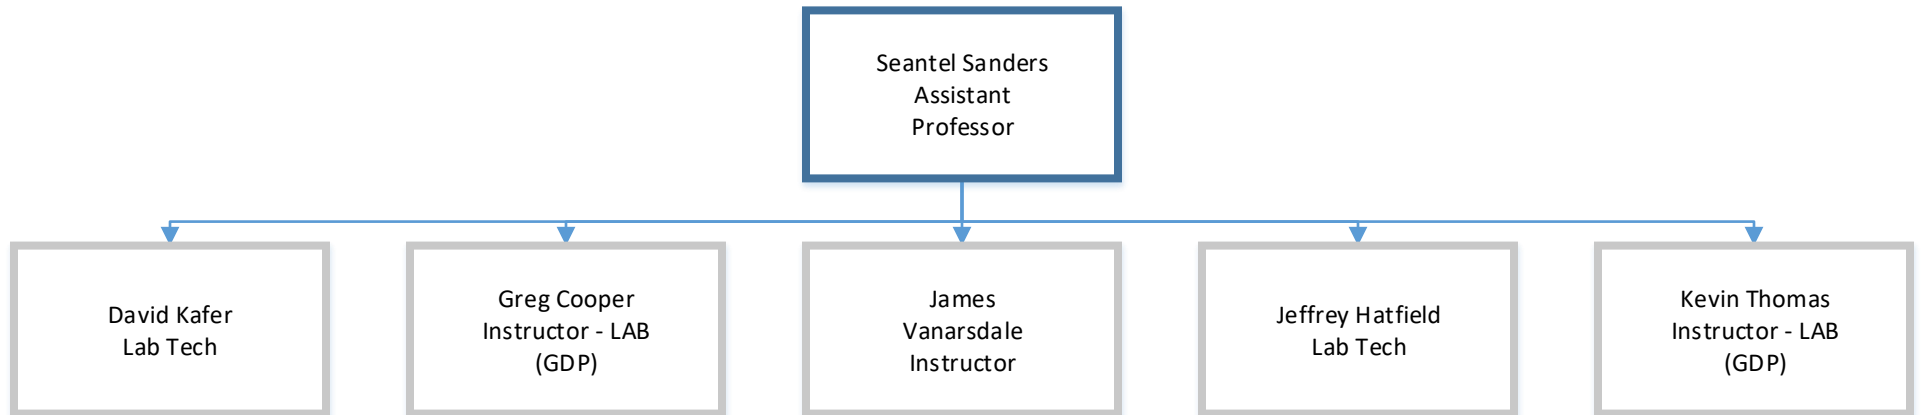 Seantel Sanders
Assistant
Professor
David Kafer
Lab Tech
Greg Cooper
Instructor - LAB
(GDP)
James
Vanarsdale
Instructor
Jeffrey Hatfield
Lab Tech
Kevin Thomas
Instructor - LAB
(GDP)